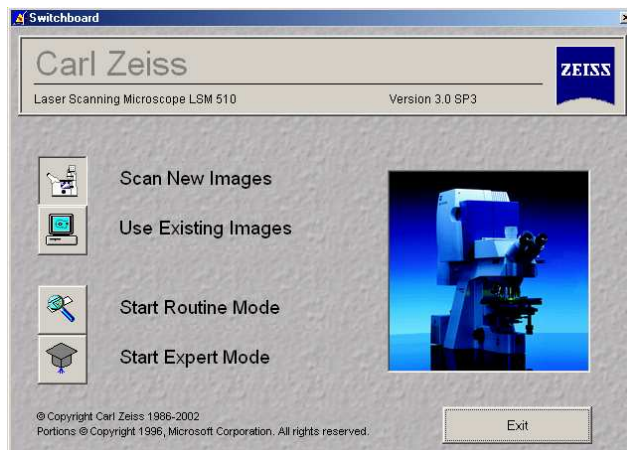 Switchboard
Carl Zeiss
ZEISS
Laser Scanning Microscope LSM 510
Version 3.0 SP3
Scan New Images
Use Existing Images
Start Routine Mode
Start Expert Mode
© Copyright Carl Zeiss 1986-2002
Portions © Copyright 1996, Microsoft Corporation. All rights reserved.
Exit